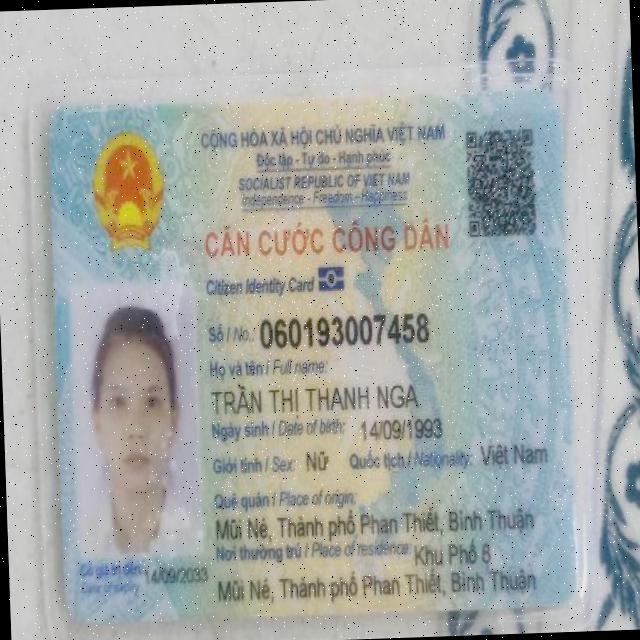 CỘNG HÒA XÃ HỘI CHỦ NGHĨA VIỆT NAM
Độc lập - Tự do - Hạnh phúc
SOCIALIST REPUBLIC OF VIET NAM
Independence - Freedom - Happiness
CĂN CƯỚC CÔNG DÂN
Citizen Identity Card
Số / No.: 060193007458
Họ và tên / Full name:
TRẦN THỊ THANH NGA
Ngày sinh / Date of birth: 14/09/1993
Giới tính / Sex: Nữ Quốc tịch / Nationality: Việt Nam
Quê quán / Place of origin:
Mũi Né, Thành phố Phan Thiết, Bình Thuận
Nơi thường trú / Place of residence: Khu Phố 6
Mũi Né, Thành phố Phan Thiết, Bình Thuận
Có giá trị đến: 14/09/2033
Date of expiry